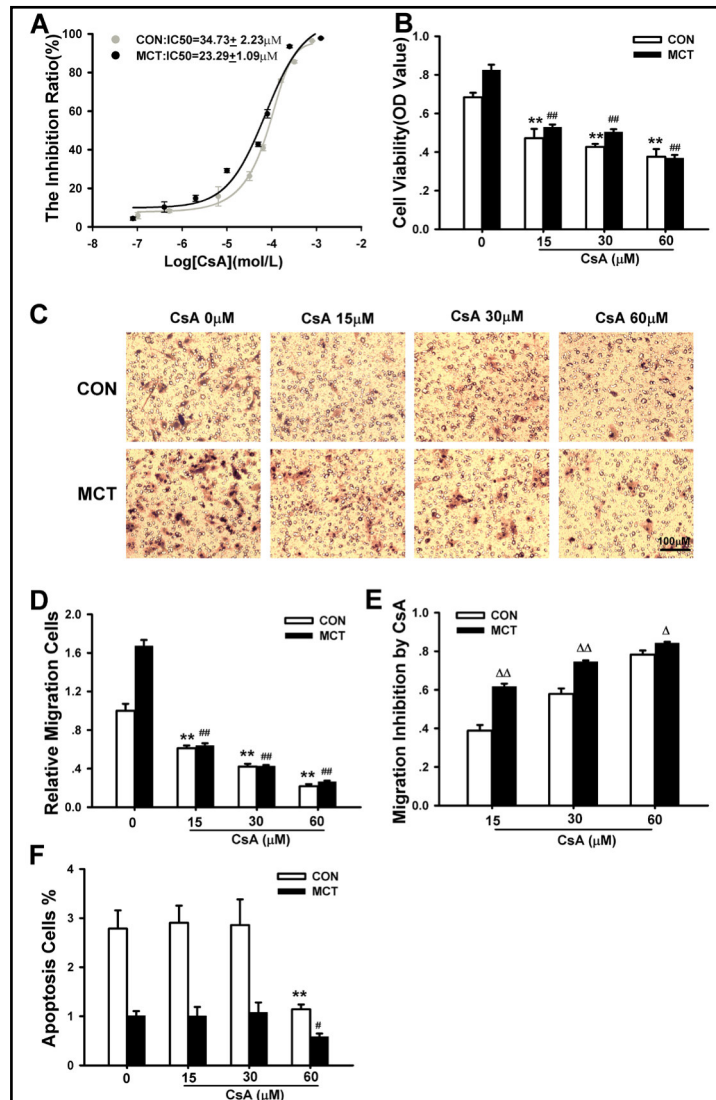 A
CON:IC50=34.73± 2.23μM
MCT:IC50=23.29±1.09μM
The Inhibition Ratio(%)
100
80
60
40
20
0
-8 -7 -6 -5 -4 -3 -2 -1
Log[CsA](mol/L)
B
CON
MCT
Cell Viability(OD Value)
1.0
.8
.6
.4
.2
0.0
** ## ** ## ** ##
0 15 30 60
CsA (μM)
C
CsA 0μM CsA 15μM CsA 30μM CsA 60μM
CON
MCT
100μM
D
CON
MCT
Relative Migration Cells
2.0
1.6
1.2
.8
.4
0.0
** ## ** ## ** ##
0 15 30 60
CsA (μM)
E
CON
MCT
Migration Inhibition by CsA
1.0
.8
.6
.4
.2
0.0
ΔΔ ΔΔ Δ
15 30 60
CsA (μM)
F
CON
MCT
Apoptosis Cells %
4
3
2
1
0
** #
0 15 30 60
CsA (μM)